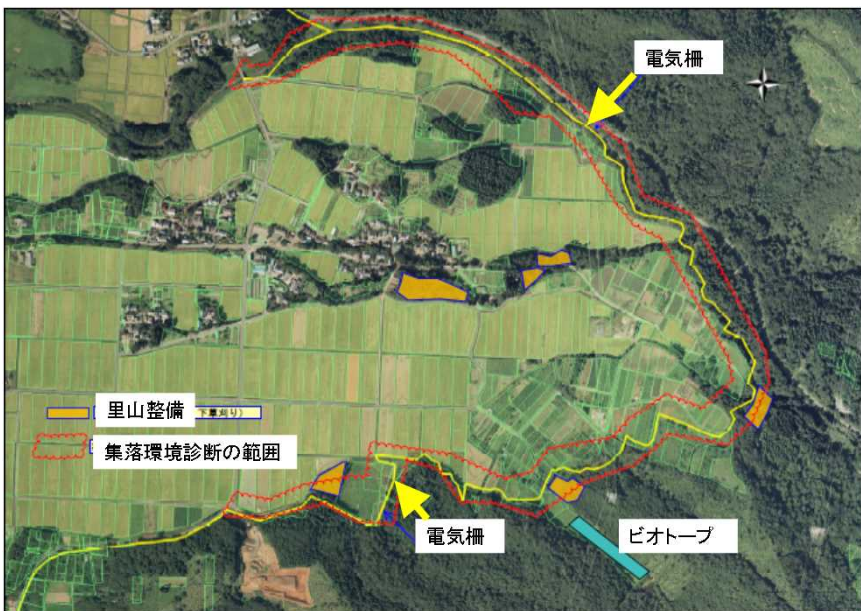 電気柵
里山整備
下草刈り）
集落環境診断の範囲
電気柵
ビオトープ